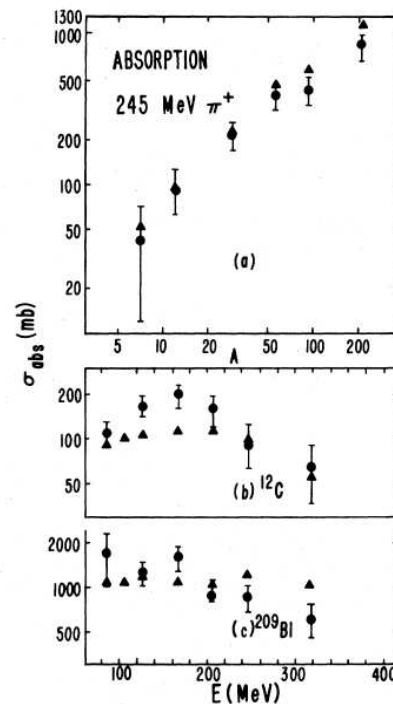 1300
1000
ABSORPTION
500
245 MeV π+
200
100
50
(a)
20
5 10 20 A 50 100 200
σabs (mb)
200
100
50
(b) 12C
2000
1000
500
(c) 209BI
100 200 300 400
E (MeV)